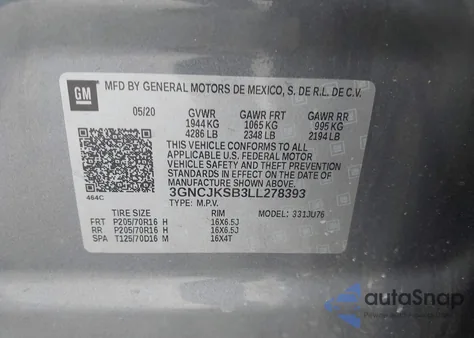 GM
MFD BY GENERAL MOTORS DE MEXICO, S. DE R.L. DE C.V.
05/20 GVWR GAWR FRT GAWR RR
1944 KG 1065 KG 995 KG
4286 LB 2348 LB 2194 LB
THIS VEHICLE CONFORMS TO ALL
APPLICABLE U.S. FEDERAL MOTOR
VEHICLE SAFETY AND THEFT PREVENTION
STANDARDS IN EFFECT ON THE DATE OF
MANUFACTURE SHOWN ABOVE.
3GNCJKSB3LL278393
464C TYPE: M.P.V.
TIRE SIZE RIM MODEL: 331JU76
FRT P205/70R16 H 16X6.5J
RR P205/70R16 H 16X6.5J
SPA T125/70D16 M 16X4T
autoSnap